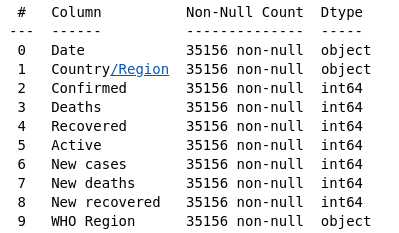 #   Column          Non-Null Count  Dtype
---  ------          --------------  -----
0   Date            35156 non-null  object
1   Country/Region  35156 non-null  object
2   Confirmed       35156 non-null  int64
3   Deaths          35156 non-null  int64
4   Recovered       35156 non-null  int64
5   Active          35156 non-null  int64
6   New cases       35156 non-null  int64
7   New deaths      35156 non-null  int64
8   New recovered   35156 non-null  int64
9   WHO Region      35156 non-null  object